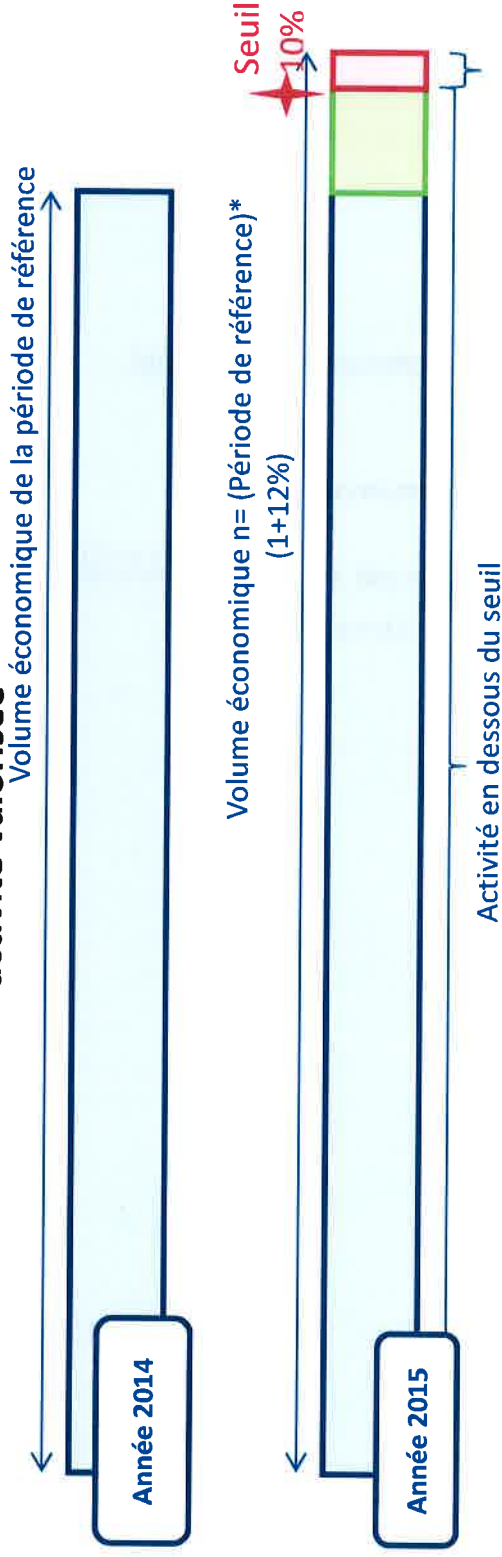 Volume économique de la période de référence
Année 2014
Volume économique n= (Période de référence)*
(1+12%)
Seuil
10%
Année 2015
Activité en dessous du seuil